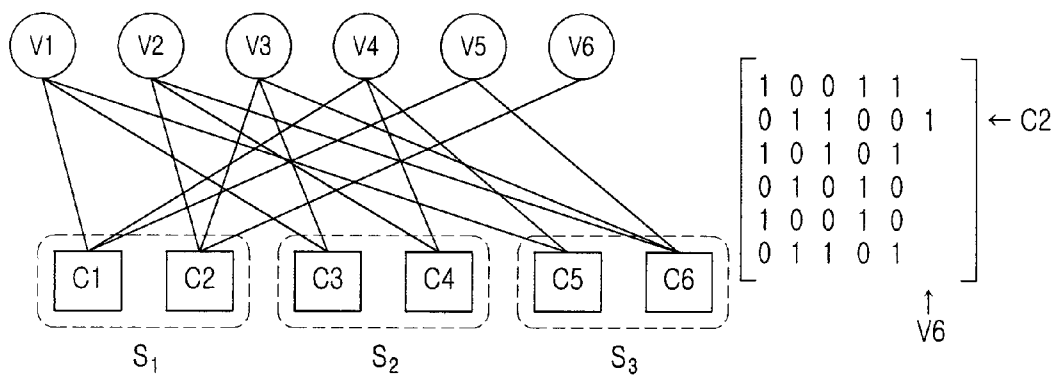 V1 V2 V3 V4 V5 V6
1 0 0 1 1
0 1 1 0 0 1 ← C2
1 0 1 0 1
0 1 0 1 0
1 0 0 1 0
0 1 1 0 1
C1 C2 C3 C4 C5 C6
↑
V6
S1 S2 S3